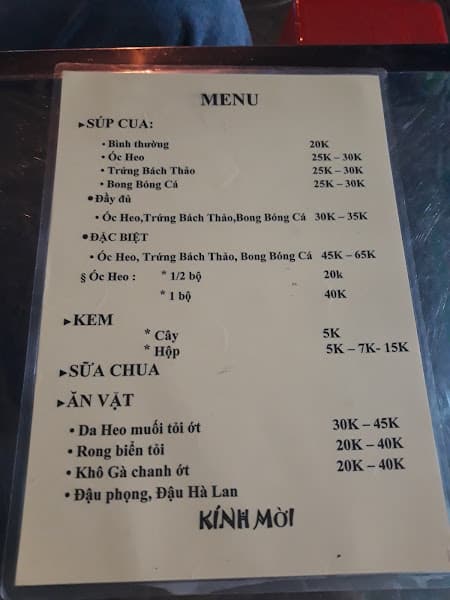 MENU
▸SÚP CUA:
• Bình thường 20K
• Óc Heo 25K – 30K
• Trứng Bách Thảo 25K – 30K
• Bong Bóng Cá 25K – 30K
•Đầy đủ
• Óc Heo,Trứng Bách Thảo,Bong Bóng Cá 30K – 35K
•ĐẶC BIỆT
• Óc Heo, Trứng Bách Thảo, Bong Bóng Cá 45K – 65K
§ Óc Heo : * 1/2 bộ 20k
* 1 bộ 40K
▸KEM
* Cây 5K
* Hộp 5K – 7K- 15K
▸SỮA CHUA
▸ĂN VẶT
• Da Heo muối tỏi ớt 30K – 45K
• Rong biển tỏi 20K – 40K
• Khô Gà chanh ớt 20K – 40K
• Đậu phọng, Đậu Hà Lan
KÍNH MỜI